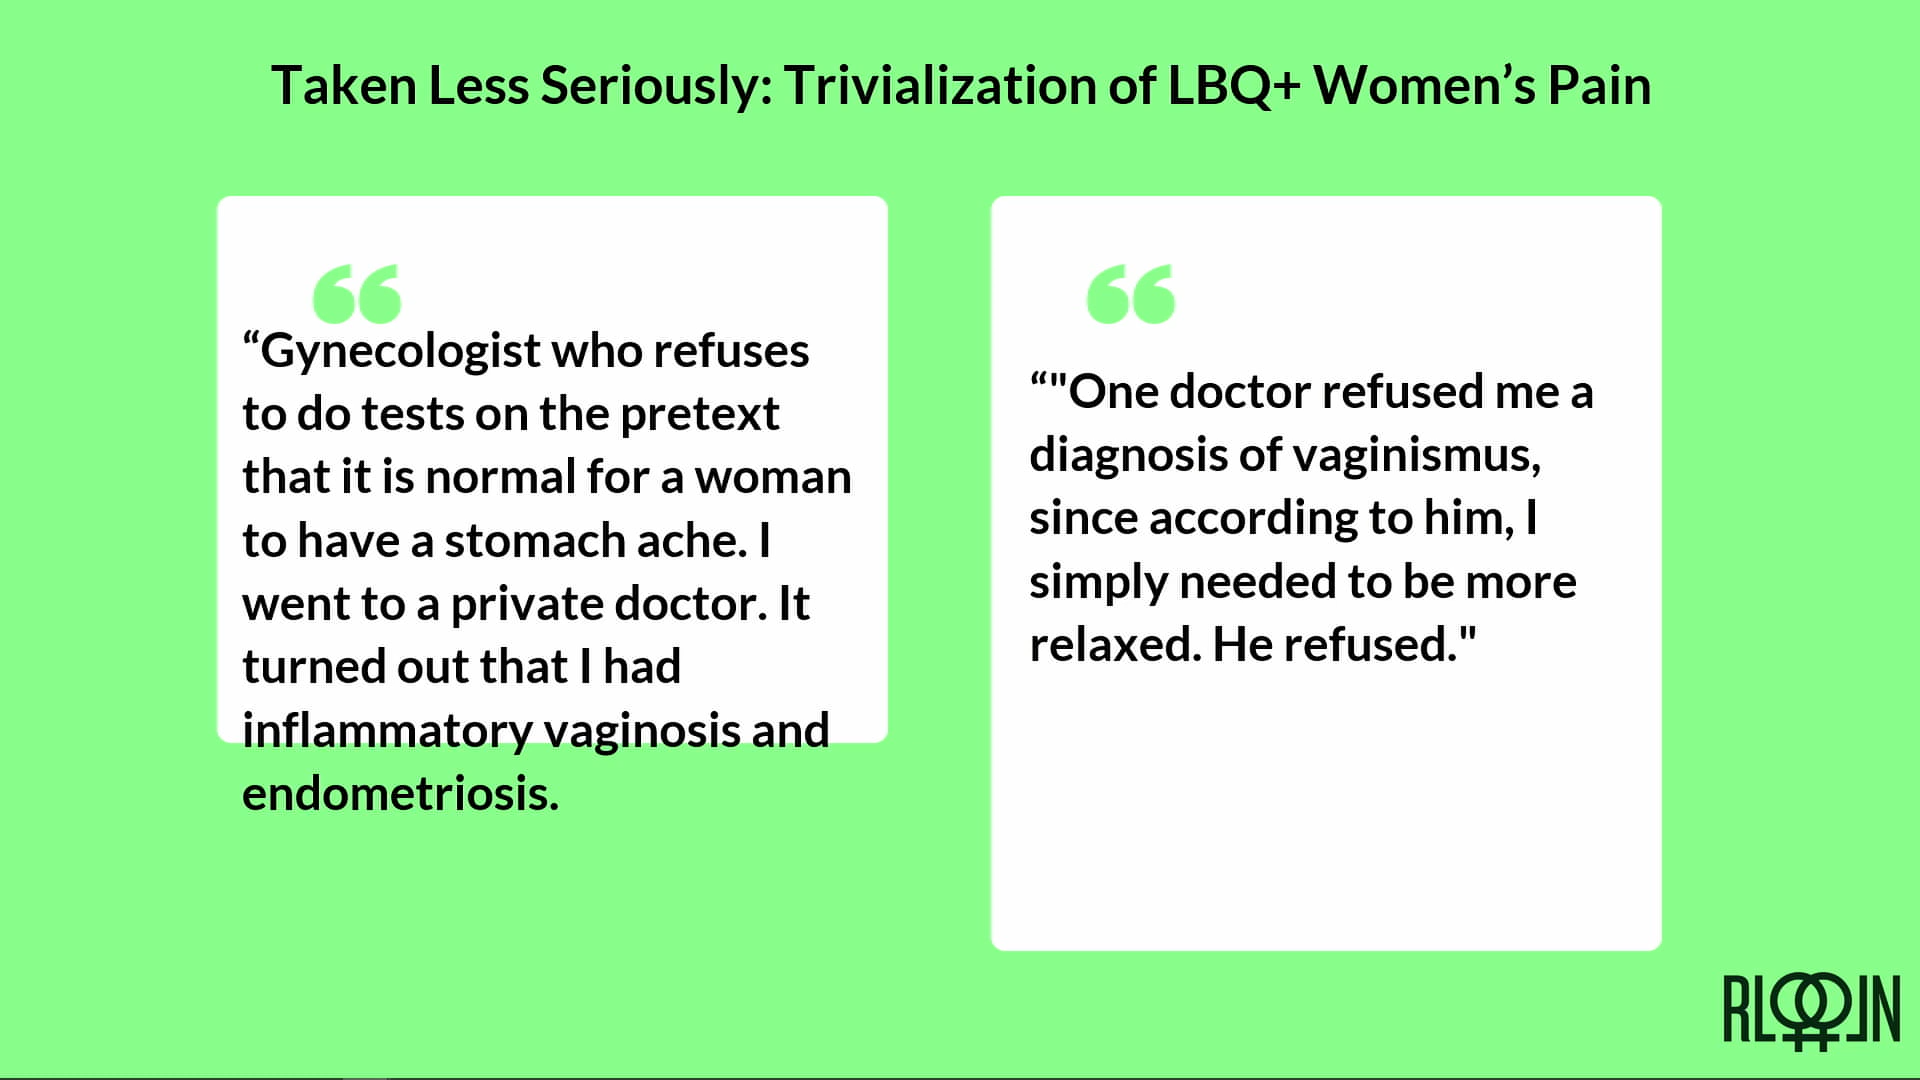 Taken Less Seriously: Trivialization of LBQ+ Women’s Pain
“Gynecologist who refuses
to do tests on the pretext
that it is normal for a woman
to have a stomach ache. I
went to a private doctor. It
turned out that I had
inflammatory vaginosis and
endometriosis.
“"One doctor refused me a
diagnosis of vaginismus,
since according to him, I
simply needed to be more
relaxed. He refused."